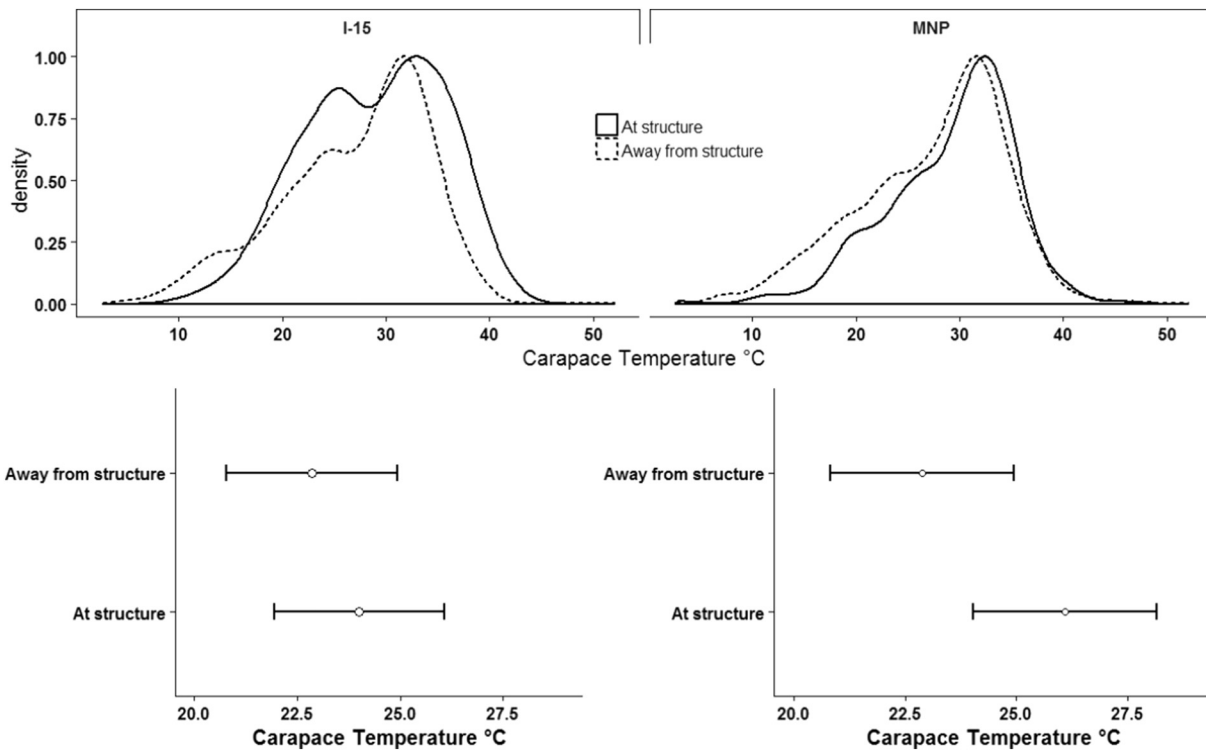 I-15
MNP
density
1.00
0.75
0.50
0.25
0.00
At structure
Away from structure
10 20 30 40 50
10 20 30 40 50
Carapace Temperature °C
Away from structure
At structure
20.0 22.5 25.0 27.5
Carapace Temperature °C
Away from structure
At structure
20.0 22.5 25.0 27.5
Carapace Temperature °C